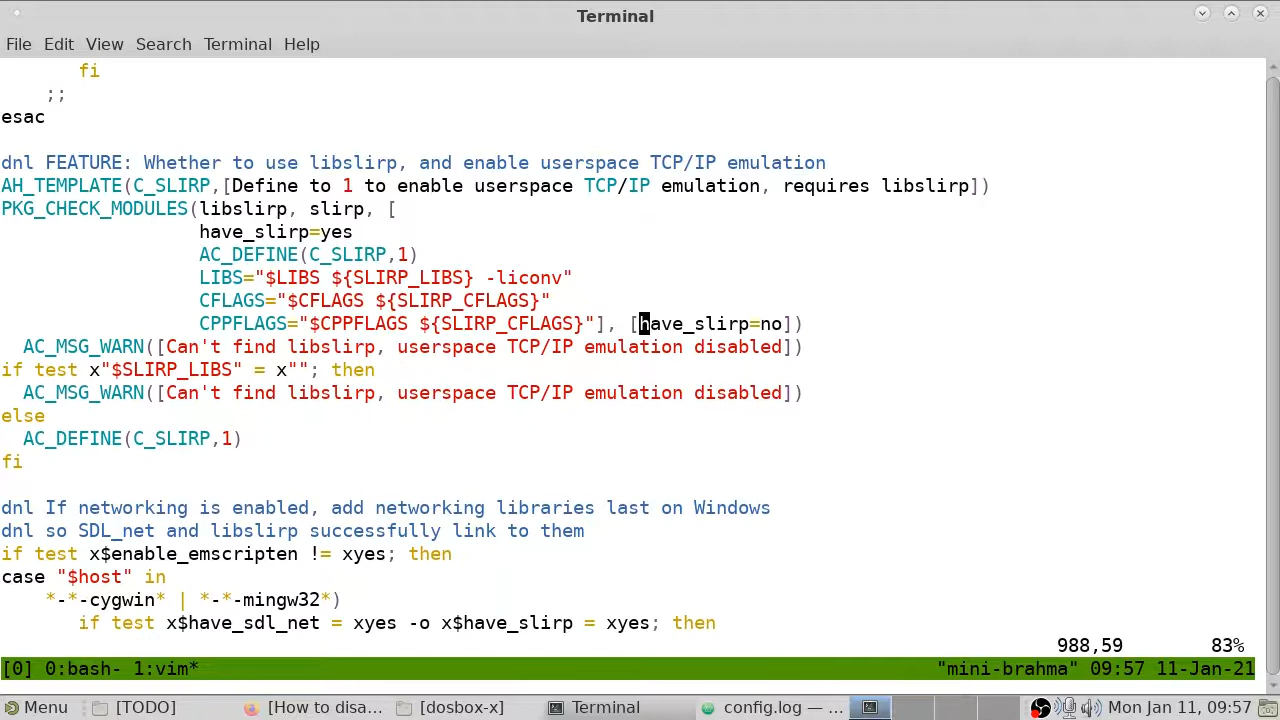 Terminal
File Edit View Search Terminal Help
fi
;;
esac
dnl FEATURE: Whether to use libslirp, and enable userspace TCP/IP emulation
AH_TEMPLATE(C_SLIRP,[Define to 1 to enable userspace TCP/IP emulation, requires libslirp])
PKG_CHECK_MODULES(libslirp, slirp, [
have_slirp=yes
AC_DEFINE(C_SLIRP,1)
LIBS="$LIBS ${SLIRP_LIBS} -liconv"
CFLAGS="$CFLAGS ${SLIRP_CFLAGS}"
CPPFLAGS="$CPPFLAGS ${SLIRP_CFLAGS}"], [have_slirp=no])
AC_MSG_WARN([Can't find libslirp, userspace TCP/IP emulation disabled])
if test x"$SLIRP_LIBS" = x""; then
AC_MSG_WARN([Can't find libslirp, userspace TCP/IP emulation disabled])
else
AC_DEFINE(C_SLIRP,1)
fi
dnl If networking is enabled, add networking libraries last on Windows
dnl so SDL_net and libslirp successfully link to them
if test x$enable_emscripten != xyes; then
case "$host" in
*-*-cygwin* | *-*-mingw32*)
if test x$have_sdl_net = xyes -o x$have_slirp = xyes; then
988,59 83%
[0] 0:bash- 1:vim* "mini-brahma" 09:57 11-Jan-21
Menu [TODO] [How to disa... [dosbox-x] Terminal config.log — ... Mon Jan 11, 09:57